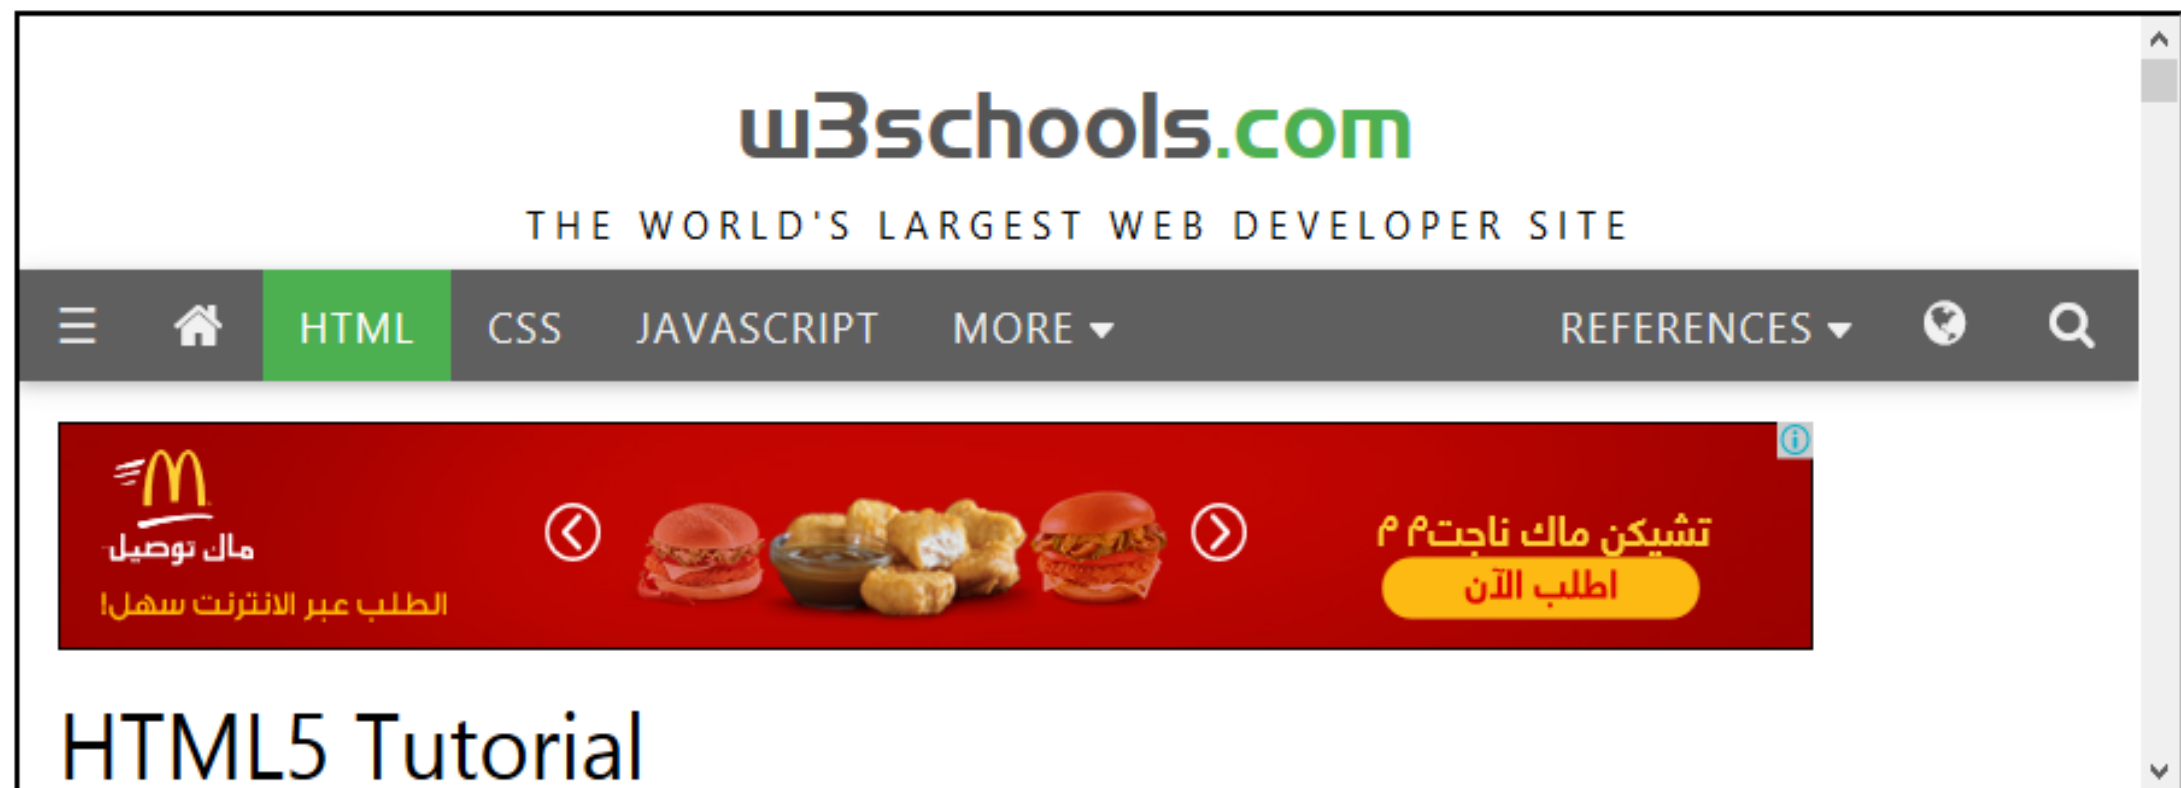 w3schools.com
THE WORLD'S LARGEST WEB DEVELOPER SITE
HTML CSS JAVASCRIPT MORE REFERENCES
ماك توصيل
الطلب عبر الانترنت سهل!
تشيكن ماك ناجتم م
اطلب الآن
HTML5 Tutorial